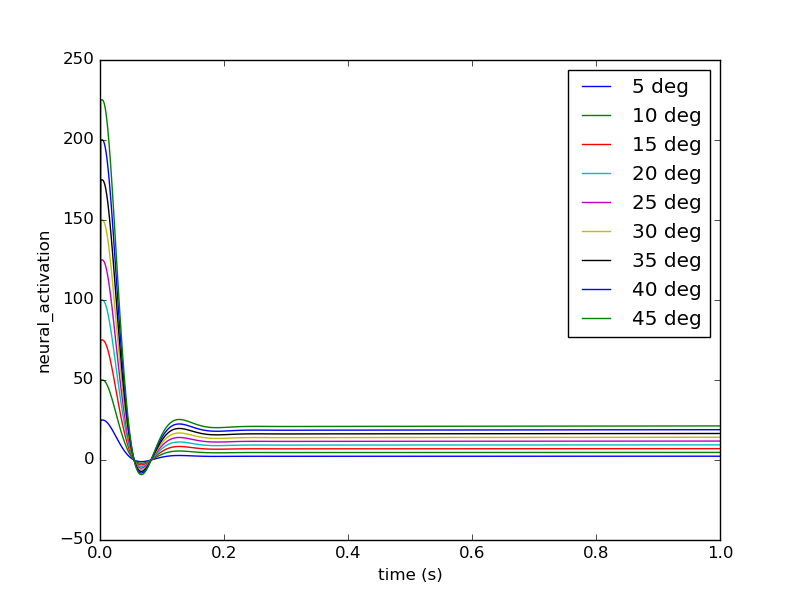 250
200
150
100
50
0
−50
neural_activation
0.0 0.2 0.4 0.6 0.8 1.0
time (s)
5 deg
10 deg
15 deg
20 deg
25 deg
30 deg
35 deg
40 deg
45 deg